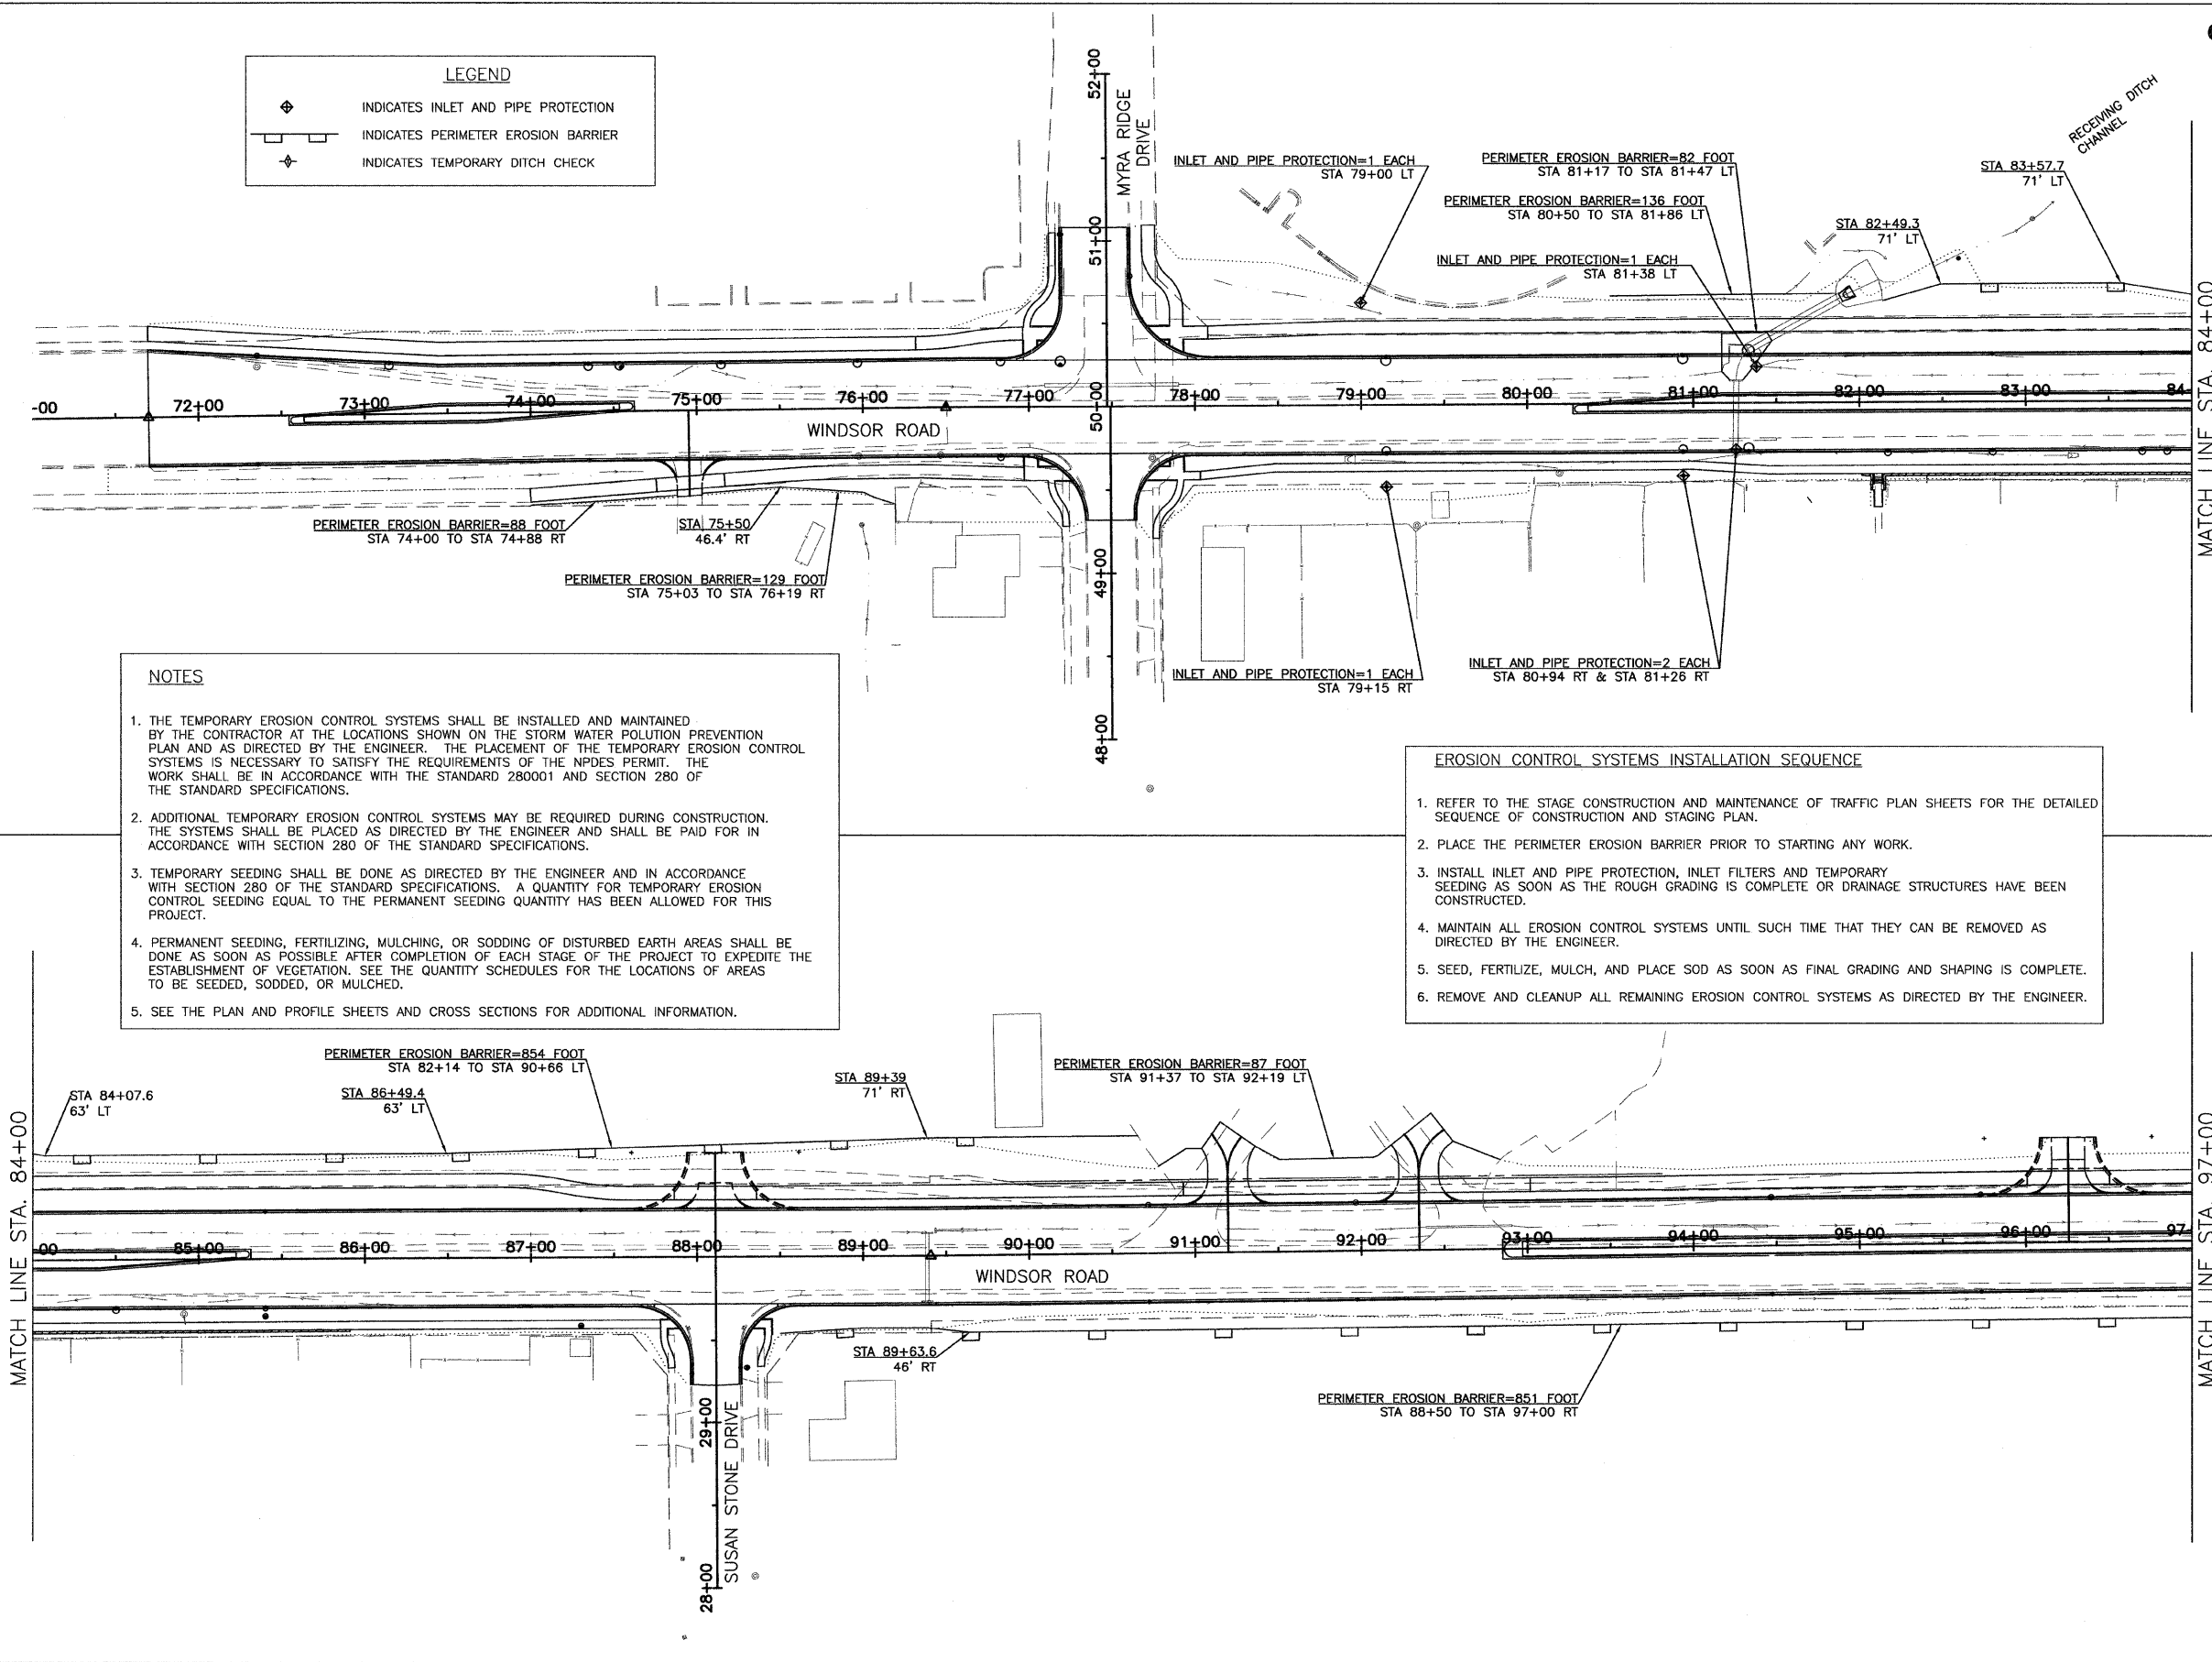 LEGEND
INDICATES INLET AND PIPE PROTECTION
INDICATES PERIMETER EROSION BARRIER
INDICATES TEMPORARY DITCH CHECK
52+00
MYRA RIDGE
DRIVE
51+00
50+00
49+00
48+00
INLET AND PIPE PROTECTION=1 EACH
STA 79+00 LT
PERIMETER EROSION BARRIER=82 FOOT
STA 81+17 TO STA 81+47 LT
PERIMETER EROSION BARRIER=136 FOOT
STA 80+50 TO STA 81+86 LT
INLET AND PIPE PROTECTION=1 EACH
STA 81+38 LT
STA 82+49.3
71' LT
STA 83+57.7
71' LT
RECEIVING DITCH
CHANNEL
-00
72+00
73+00
74+00
75+00
76+00
77+00
78+00
79+00
80+00
81+00
82+00
83+00
84-
WINDSOR ROAD
MATCH LINE STA. 84+00
PERIMETER EROSION BARRIER=88 FOOT
STA 74+00 TO STA 74+88 RT
STA 75+50
46.4' RT
PERIMETER EROSION BARRIER=129 FOOT
STA 75+03 TO STA 76+19 RT
INLET AND PIPE PROTECTION=1 EACH
STA 79+15 RT
INLET AND PIPE PROTECTION=2 EACH
STA 80+94 RT & STA 81+26 RT
NOTES
1. THE TEMPORARY EROSION CONTROL SYSTEMS SHALL BE INSTALLED AND MAINTAINED
BY THE CONTRACTOR AT THE LOCATIONS SHOWN ON THE STORM WATER POLUTION PREVENTION
PLAN AND AS DIRECTED BY THE ENGINEER. THE PLACEMENT OF THE TEMPORARY EROSION CONTROL
SYSTEMS IS NECESSARY TO SATISFY THE REQUIREMENTS OF THE NPDES PERMIT. THE
WORK SHALL BE IN ACCORDANCE WITH THE STANDARD 280001 AND SECTION 280 OF
THE STANDARD SPECIFICATIONS.
2. ADDITIONAL TEMPORARY EROSION CONTROL SYSTEMS MAY BE REQUIRED DURING CONSTRUCTION.
THE SYSTEMS SHALL BE PLACED AS DIRECTED BY THE ENGINEER AND SHALL BE PAID FOR IN
ACCORDANCE WITH SECTION 280 OF THE STANDARD SPECIFICATIONS.
3. TEMPORARY SEEDING SHALL BE DONE AS DIRECTED BY THE ENGINEER AND IN ACCORDANCE
WITH SECTION 280 OF THE STANDARD SPECIFICATIONS. A QUANTITY FOR TEMPORARY EROSION
CONTROL SEEDING EQUAL TO THE PERMANENT SEEDING QUANTITY HAS BEEN ALLOWED FOR THIS
PROJECT.
4. PERMANENT SEEDING, FERTILIZING, MULCHING, OR SODDING OF DISTURBED EARTH AREAS SHALL BE
DONE AS SOON AS POSSIBLE AFTER COMPLETION OF EACH STAGE OF THE PROJECT TO EXPEDITE THE
ESTABLISHMENT OF VEGETATION. SEE THE QUANTITY SCHEDULES FOR THE LOCATIONS OF AREAS
TO BE SEEDED, SODDED, OR MULCHED.
5. SEE THE PLAN AND PROFILE SHEETS AND CROSS SECTIONS FOR ADDITIONAL INFORMATION.
EROSION CONTROL SYSTEMS INSTALLATION SEQUENCE
1. REFER TO THE STAGE CONSTRUCTION AND MAINTENANCE OF TRAFFIC PLAN SHEETS FOR THE DETAILED
SEQUENCE OF CONSTRUCTION AND STAGING PLAN.
2. PLACE THE PERIMETER EROSION BARRIER PRIOR TO STARTING ANY WORK.
3. INSTALL INLET AND PIPE PROTECTION, INLET FILTERS AND TEMPORARY
SEEDING AS SOON AS THE ROUGH GRADING IS COMPLETE OR DRAINAGE STRUCTURES HAVE BEEN
CONSTRUCTED.
4. MAINTAIN ALL EROSION CONTROL SYSTEMS UNTIL SUCH TIME THAT THEY CAN BE REMOVED AS
DIRECTED BY THE ENGINEER.
5. SEED, FERTILIZE, MULCH, AND PLACE SOD AS SOON AS FINAL GRADING AND SHAPING IS COMPLETE.
6. REMOVE AND CLEANUP ALL REMAINING EROSION CONTROL SYSTEMS AS DIRECTED BY THE ENGINEER.
MATCH LINE STA. 84+00
STA 84+07.6
63' LT
PERIMETER EROSION BARRIER=854 FOOT
STA 82+14 TO STA 90+66 LT
STA 86+49.4
63' LT
STA 89+39
71' RT
PERIMETER EROSION BARRIER=87 FOOT
STA 91+37 TO STA 92+19 LT
00
85+00
86+00
87+00
88+00
89+00
90+00
91+00
92+00
93+00
94+00
95+00
96+00
97-
WINDSOR ROAD
MATCH LINE STA. 97+00
STA 89+63.6
46' RT
PERIMETER EROSION BARRIER=851 FOOT
STA 88+50 TO STA 97+00 RT
29+00
28+00
SUSAN STONE DRIVE